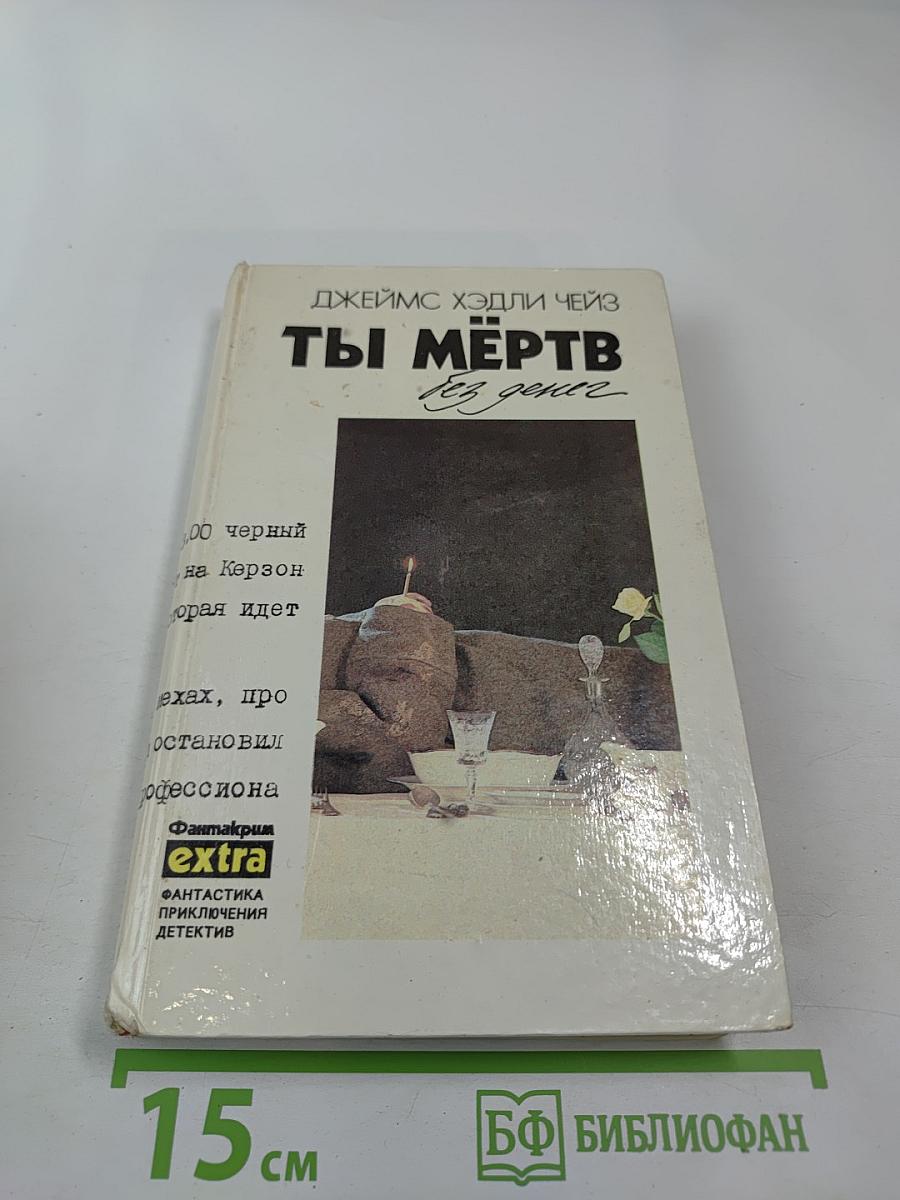 ДЖЕЙМС ХЭДЛИ ЧЕЙЗ
ТЫ МЁРТВ
без денег
,00 черный
на Керзон
торая идет
мехах, про
остановил
рофессиона
Фантакрим
extra
ФАНТАСТИКА
ПРИКЛЮЧЕНИЯ
ДЕТЕКТИВ
15 см
БФ БИБЛИОФАН